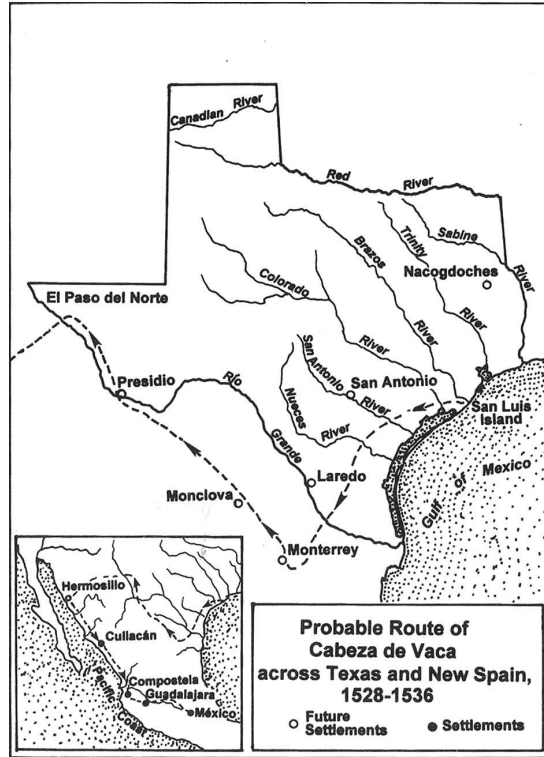 Canadian River
Red River
Sabine River
Trinity River
Brazos River
Nacogdoches
Colorado River
El Paso del Norte
San Antonio River
San Antonio
Presidio
Río Grande
Nueces River
San Luis
Island
Laredo
Gulf of Mexico
Monclova
Monterrey
Hermosillo
Culiacán
Compostela
Guadalajara
México
Pacific Coast
Probable Route of
Cabeza de Vaca
across Texas and New Spain,
1528-1536
Future
Settlements
Settlements